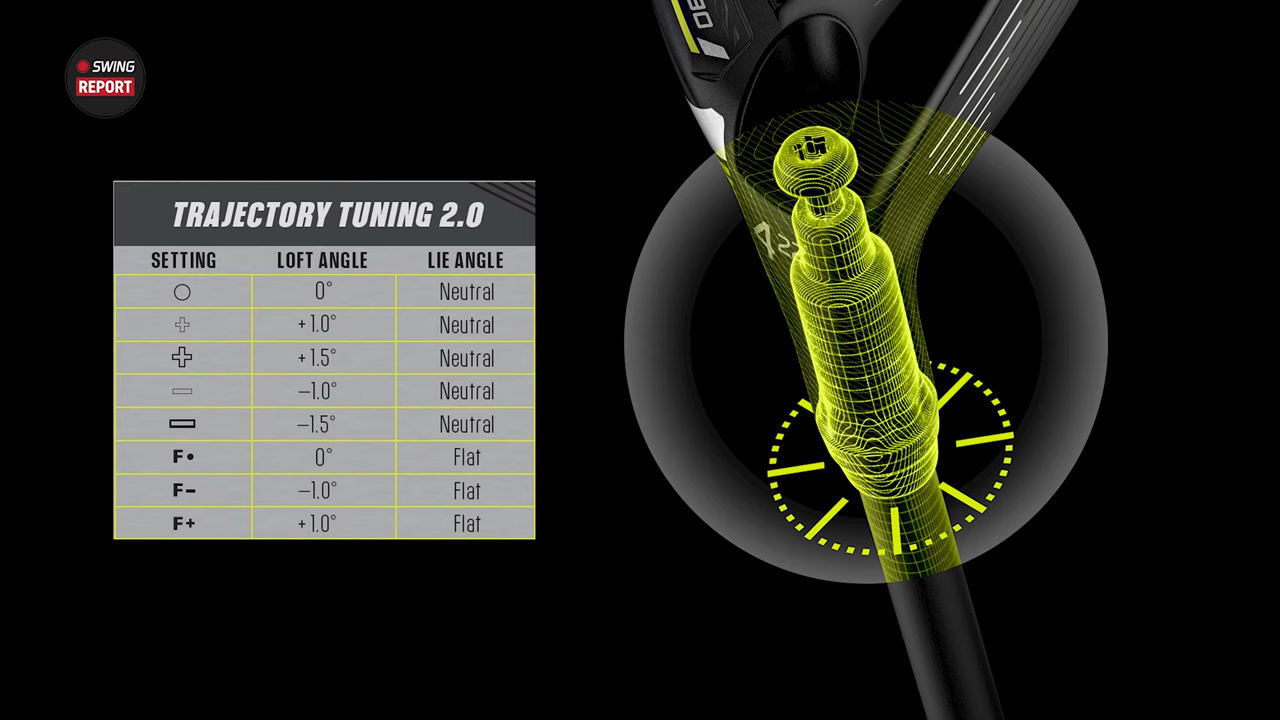 SWING
REPORT
TRAJECTORY TUNING 2.0
SETTING LOFT ANGLE LIE ANGLE
○ 0° Neutral
+ +1.0° Neutral
+ +1.5° Neutral
- –1.0° Neutral
- –1.5° Neutral
F• 0° Flat
F- –1.0° Flat
F+ +1.0° Flat